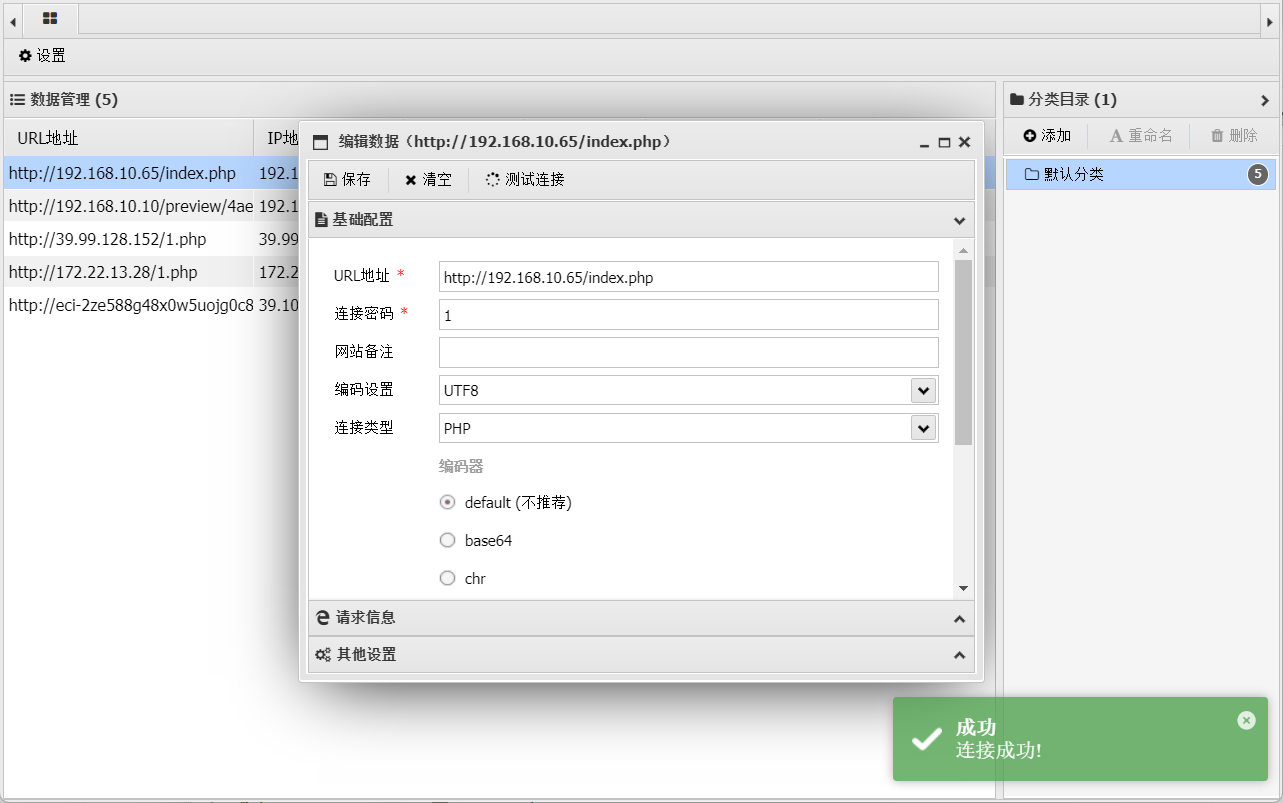 设置
数据管理 (5)
URL地址 IP地
http://192.168.10.65/index.php 192.1
http://192.168.10.10/preview/4ae 192.1
http://39.99.128.152/1.php 39.99
http://172.22.13.28/1.php 172.2
http://eci-2ze588g48x0w5uojg0c8 39.10
编辑数据（http://192.168.10.65/index.php）
保存 清空 测试连接
基础配置
URL地址 * http://192.168.10.65/index.php
连接密码 * 1
网站备注
编码设置 UTF8
连接类型 PHP
编码器
default (不推荐)
base64
chr
请求信息
其他设置
分类目录 (1)
添加 重命名 删除
默认分类 5
成功
连接成功!